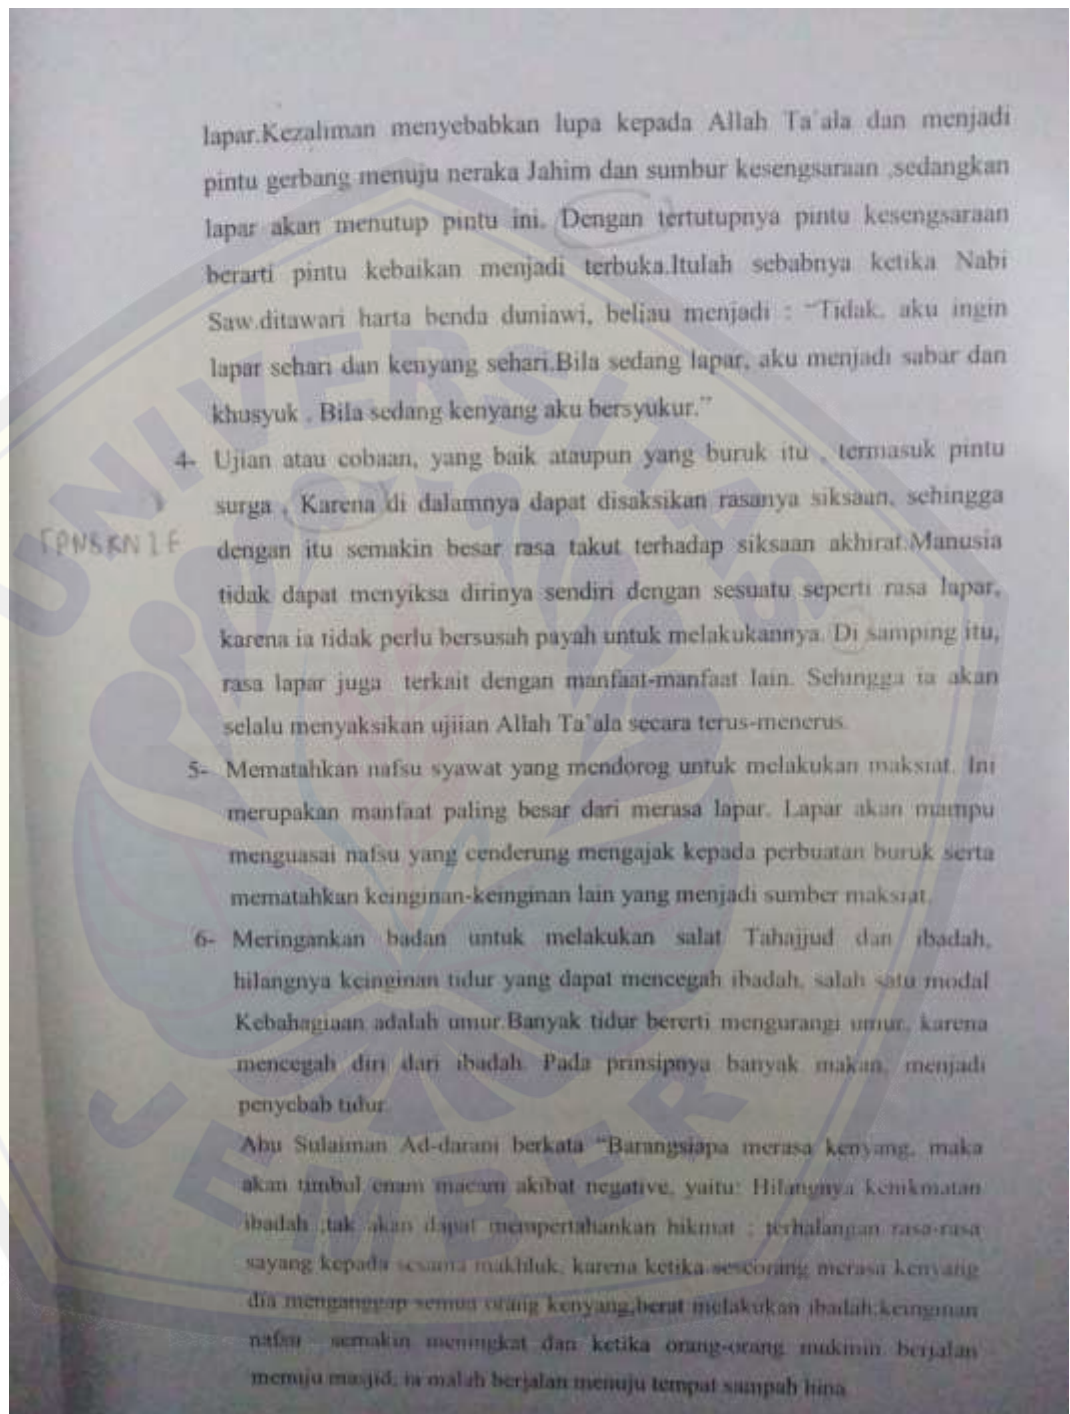 lapar.Kezaliman menyebabkan lupa kepada Allah Ta'ala dan menjadi
pintu gerbang menuju neraka Jahim dan sumbur kesengsaraan ,sedangkan
lapar akan menutup pintu ini. Dengan tertutupnya pintu kesengsaraan
berarti pintu kebaikan menjadi terbuka.Itulah sebabnya ketika Nabi
Saw.ditawari harta benda duniawi, beliau menjadi : "Tidak, aku ingin
lapar sehari dan kenyang sehari.Bila sedang lapar, aku menjadi sabar dan
khusyuk . Bila sedang kenyang aku bersyukur."
4- Ujian atau cobaan, yang baik ataupun yang buruk itu , termasuk pintu
surga . Karena di dalamnya dapat disaksikan rasanya siksaan, sehingga
dengan itu semakin besar rasa takut terhadap siksaan akhirat.Manusia
tidak dapat menyiksa dirinya sendiri dengan sesuatu seperti rasa lapar,
karena ia tidak perlu bersusah payah untuk melakukannya. Di samping itu,
rasa lapar juga terkait dengan manfaat-manfaat lain. Sehingga ia akan
selalu menyaksikan ujiian Allah Ta'ala secara terus-menerus.
5- Mematahkan nafsu syawat yang mendorog untuk melakukan maksiat. Ini
merupakan manfaat paling besar dari merasa lapar. Lapar akan mampu
menguasai nafsu yang cenderung mengajak kepada perbuatan buruk serta
mematahkan keinginan-keinginan lain yang menjadi sumber maksiat.
6- Meringankan badan untuk melakukan salat Tahajjud dan ibadah,
hilangnya keinginan tidur yang dapat mencegah ibadah, salah satu modal
Kebahagiaan adalah umur.Banyak tidur bererti mengurangi umur, karena
mencegah diri dari ibadah. Pada prinsipnya banyak makan, menjadi
penyebab tidur.
Abu Sulaiman Ad-darani berkata "Barangsiapa merasa kenyang, maka
akan timbul enam macam akibat negative, yaitu: Hilangnya kenikmatan
ibadah ;tak akan dapat mempertahankan hikmat ; terhalangan rasa-rasa
sayang kepada sesama makhluk, karena ketika seseorang merasa kenyang
dia menganggap semua orang kenyang;berat melakukan ibadah;keinginan
nafsu semakin meningkat dan ketika orang-orang mukinin berjalan
menuju masjid, ia malah berjalan menuju tempat sampah hina
UNIVERSITAS
JEMBER